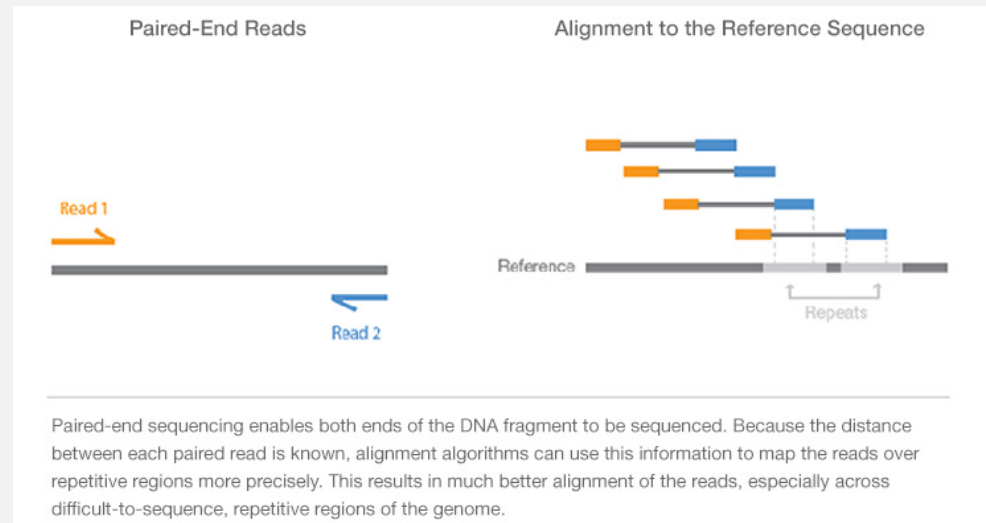 Paired-End Reads
Alignment to the Reference Sequence
Read 1
Reference
Read 2
Repeats
Paired-end sequencing enables both ends of the DNA fragment to be sequenced. Because the distance
between each paired read is known, alignment algorithms can use this information to map the reads over
repetitive regions more precisely. This results in much better alignment of the reads, especially across
difficult-to-sequence, repetitive regions of the genome.